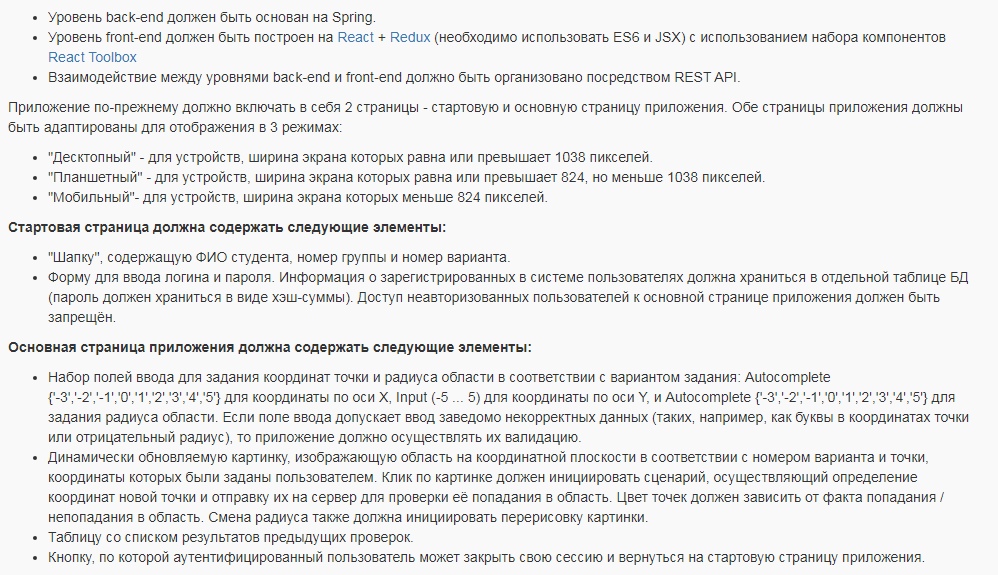 Уровень back-end должен быть основан на Spring.
Уровень front-end должен быть построен на React + Redux (необходимо использовать ES6 и JSX) с использованием набора компонентов
React Toolbox
Взаимодействие между уровнями back-end и front-end должно быть организовано посредством REST API.
Приложение по-прежнему должно включать в себя 2 страницы - стартовую и основную страницу приложения. Обе страницы приложения должны
быть адаптированы для отображения в 3 режимах:
"Десктопный" - для устройств, ширина экрана которых равна или превышает 1038 пикселей.
"Планшетный" - для устройств, ширина экрана которых равна или превышает 824, но меньше 1038 пикселей.
"Мобильный"- для устройств, ширина экрана которых меньше 824 пикселей.
Стартовая страница должна содержать следующие элементы:
"Шапку", содержащую ФИО студента, номер группы и номер варианта.
Форму для ввода логина и пароля. Информация о зарегистрированных в системе пользователях должна храниться в отдельной таблице БД
(пароль должен храниться в виде хэш-суммы). Доступ неавторизованных пользователей к основной странице приложения должен быть
запрещён.
Основная страница приложения должна содержать следующие элементы:
Набор полей ввода для задания координат точки и радиуса области в соответствии с вариантом задания: Autocomplete
{'-3','-2','-1','0','1','2','3','4','5'} для координаты по оси X, Input (-5 ... 5) для координаты по оси Y, и Autocomplete {'-3','-2','-1','0','1','2','3','4','5'} для
задания радиуса области. Если поле ввода допускает ввод заведомо некорректных данных (таких, например, как буквы в координатах точки
или отрицательный радиус), то приложение должно осуществлять их валидацию.
Динамически обновляемую картинку, изображающую область на координатной плоскости в соответствии с номером варианта и точки,
координаты которых были заданы пользователем. Клик по картинке должен инициировать сценарий, осуществляющий определение
координат новой точки и отправку их на сервер для проверки её попадания в область. Цвет точек должен зависить от факта попадания /
непопадания в область. Смена радиуса также должна инициировать перерисовку картинки.
Таблицу со списком результатов предыдущих проверок.
Кнопку, по которой аутентифицированный пользователь может закрыть свою сессию и вернуться на стартовую страницу приложения.